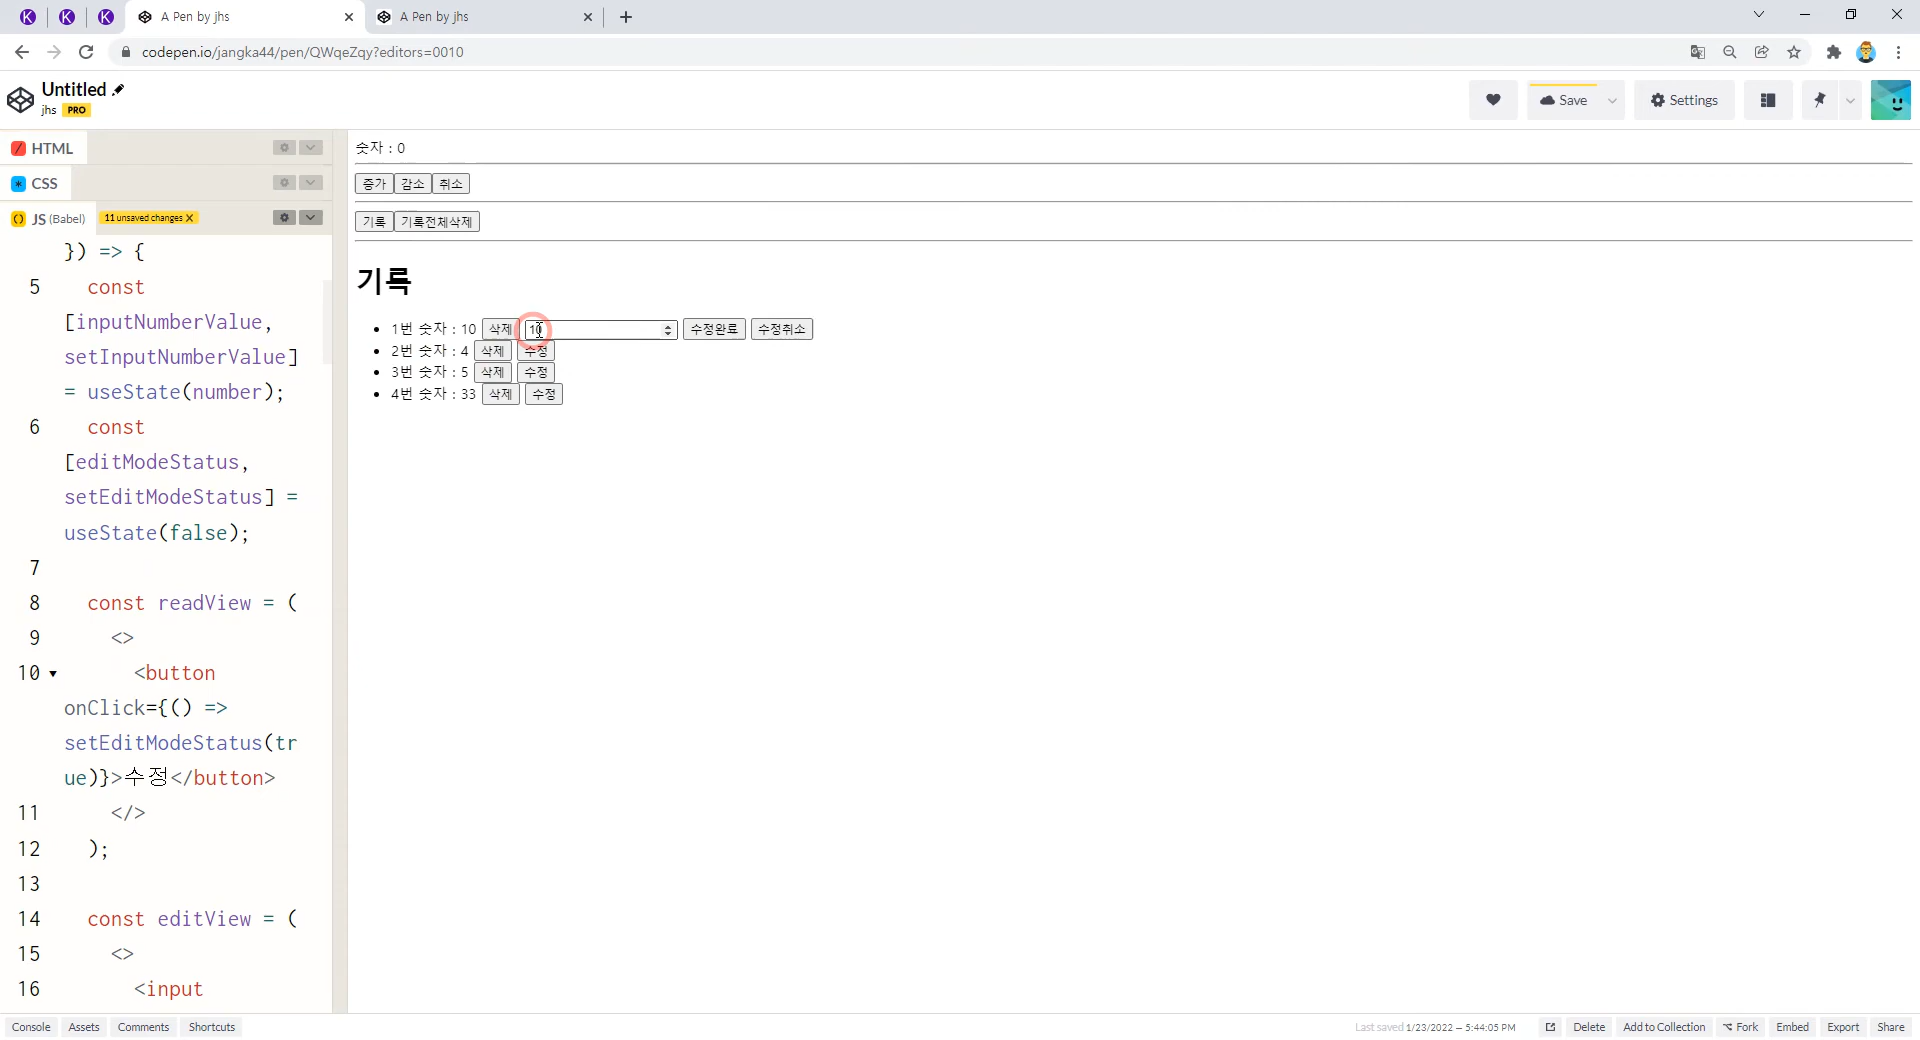 A Pen by jhs
A Pen by jhs
codepen.io/jangka44/pen/QWqeZqy?editors=0010
Untitled
jhs PRO
Save
Settings
HTML
CSS
JS (Babel) 11 unsaved changes X
}) => {
5 const
[inputNumberValue,
setInputNumberValue]
= useState(number);
6 const
[editModeStatus,
setEditModeStatus] =
useState(false);
7
8 const readView = (
9 <>
10 <button
onClick={() =>
setEditModeStatus(tr
ue)}>수정</button>
11 </>
12 );
13
14 const editView = (
15 <>
16 <input
숫자 : 0
증가 감소 취소
기록 기록전체삭제
기록
• 1번 숫자 : 10 삭제 10 수정완료 수정취소
• 2번 숫자 : 4 삭제 수정
• 3번 숫자 : 5 삭제 수정
• 4번 숫자 : 33 삭제 수정
Console Assets Comments Shortcuts
Last saved 1/23/2022 — 5:44:05 PM Delete Add to Collection Fork Embed Export Share